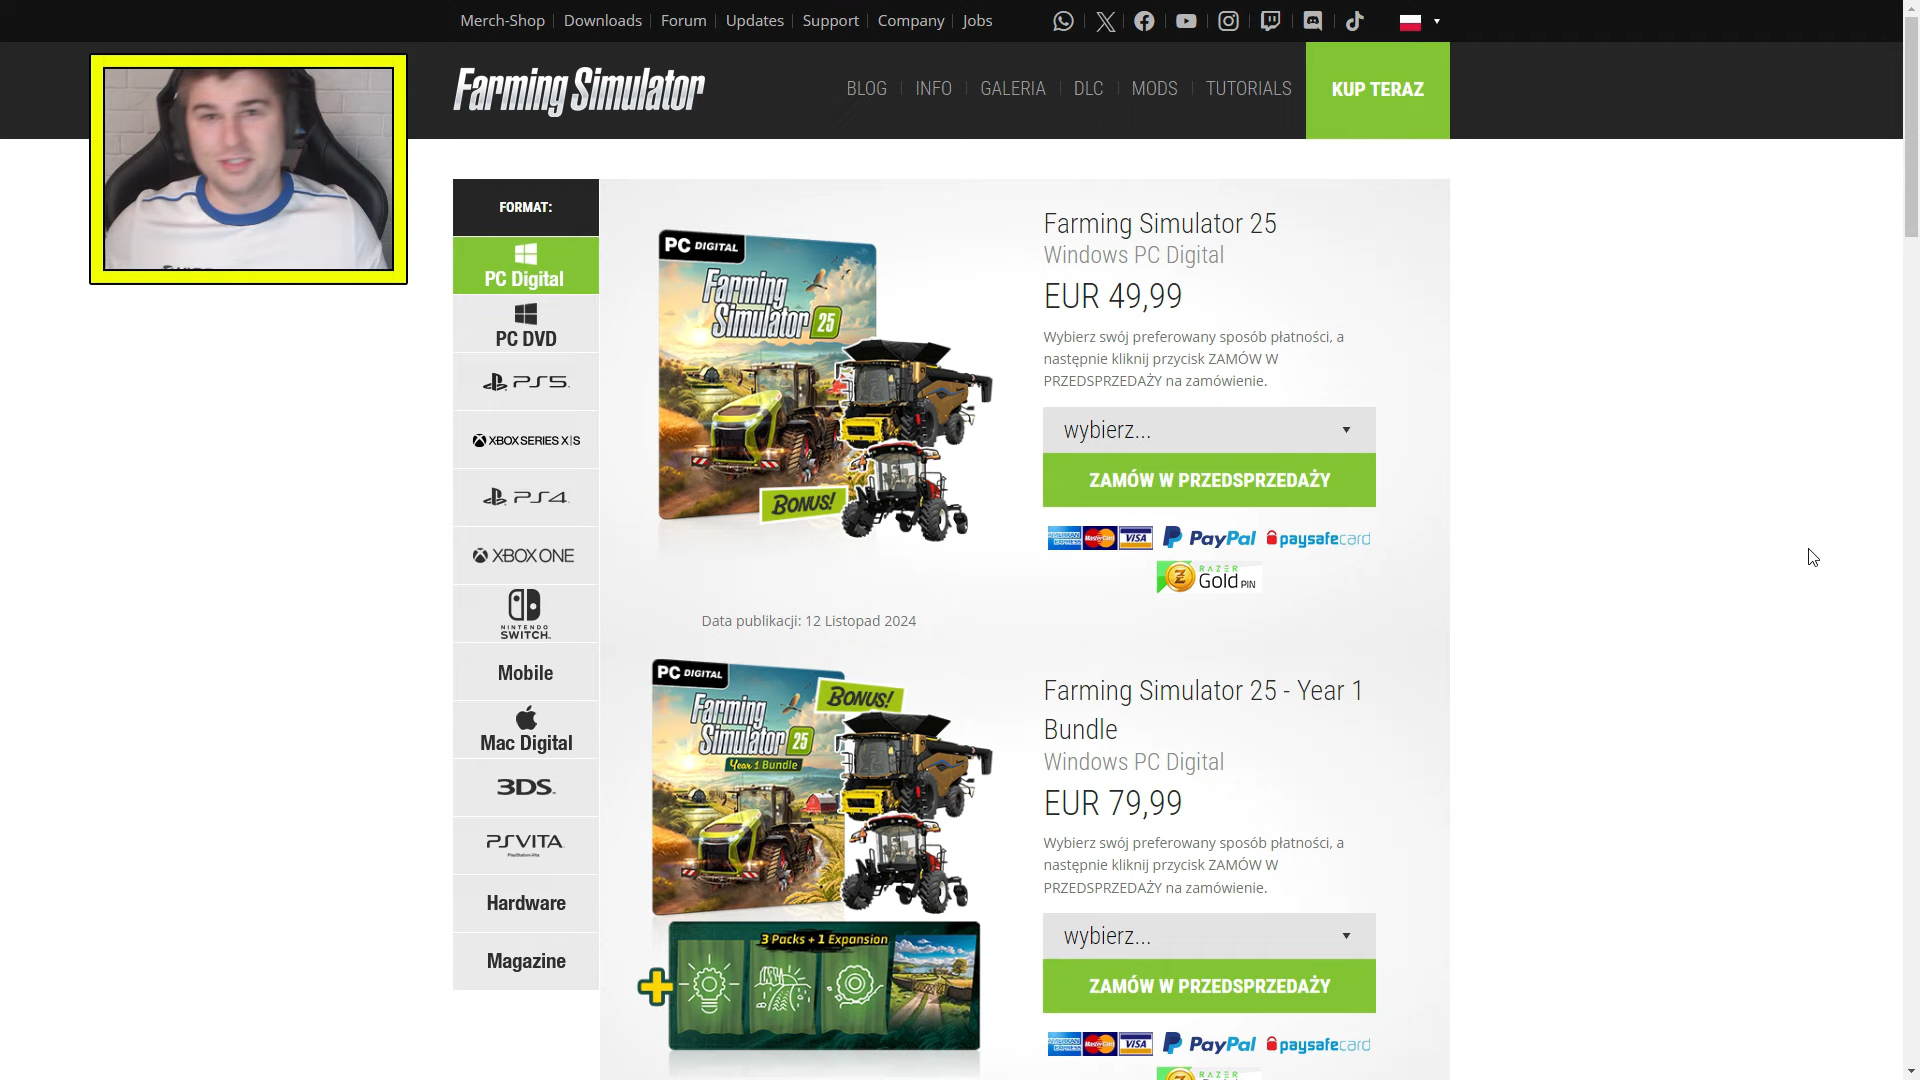 Merch-Shop Downloads Forum Updates Support Company Jobs
Farming Simulator
BLOG INFO GALERIA DLC MODS TUTORIALS KUP TERAZ
FORMAT:
PC Digital
PC DVD
PS5
XBOX SERIES X|S
PS4
XBOX ONE
NINTENDO
SWITCH
Mobile
Mac Digital
3DS
PSVITA
PlayStation Vita
Hardware
Magazine
PC DIGITAL
Farming
Simulator 25
BONUS!
Data publikacji: 12 Listopad 2024
Farming Simulator 25
Windows PC Digital
EUR 49,99
Wybierz swój preferowany sposób płatności, a
następnie kliknij przycisk ZAMÓW W
PRZEDSPRZEDAŻY na zamówienie.
wybierz...
ZAMÓW W PRZEDSPRZEDAŻY
AMERICAN EXPRESS MasterCard VISA PayPal paysafecard
RAZER
Gold PIN
PC DIGITAL
BONUS!
Farming
Simulator 25
Year 1 Bundle
3 Packs + 1 Expansion
Farming Simulator 25 - Year 1
Bundle
Windows PC Digital
EUR 79,99
Wybierz swój preferowany sposób płatności, a
następnie kliknij przycisk ZAMÓW W
PRZEDSPRZEDAŻY na zamówienie.
wybierz...
ZAMÓW W PRZEDSPRZEDAŻY
AMERICAN EXPRESS MasterCard VISA PayPal paysafecard
RAZER